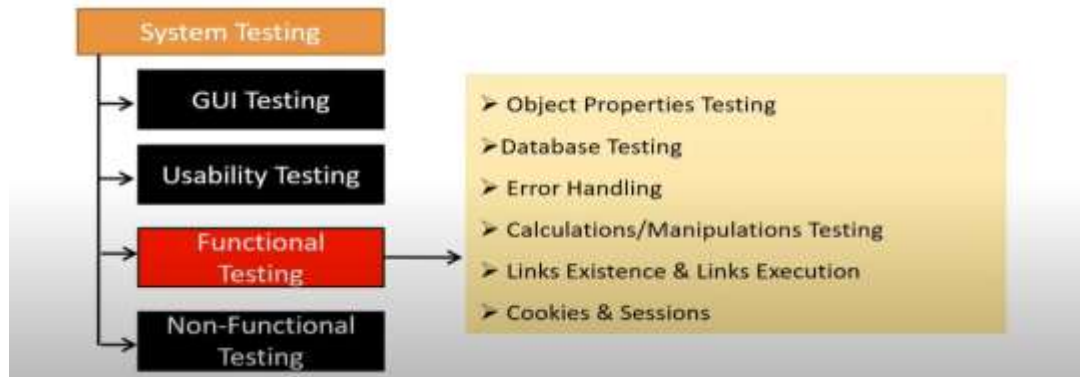 System Testing
GUI Testing
Usability Testing
Functional
Testing
Non-Functional
Testing
➢ Object Properties Testing
➢Database Testing
➢ Error Handling
➢ Calculations/Manipulations Testing
➢ Links Existence & Links Execution
➢ Cookies & Sessions